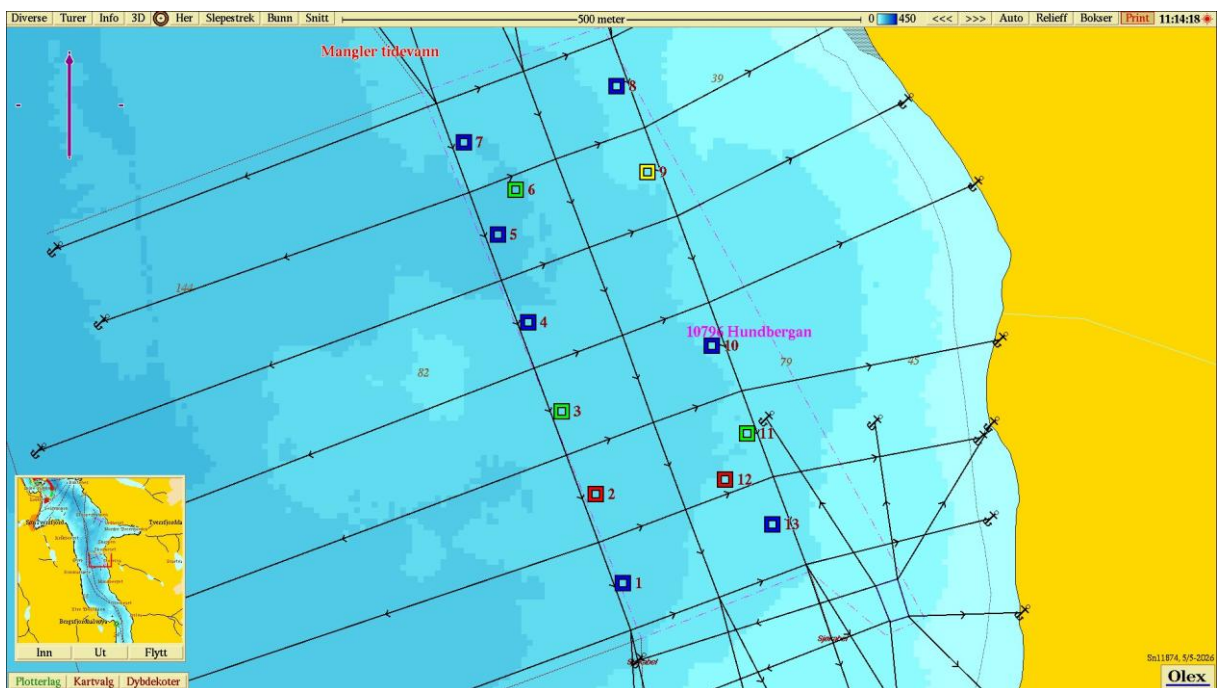 Diverse Turer Info 3D Her Slepestrek Bunn Snitt 500 meter 0 450 <<< >>> Auto Relieff Bokser Print 11:14:18
Mangler tidevann
39
8
7
9
6
5
144
4
10796 Hundbergan
10
79
45
82
3
11
12
2
13
1
Sjøkabel
Inn Ut Flytt
Sn11874, 5/5-2026
Plotterlag Kartvalg Dybdekoter
Olex